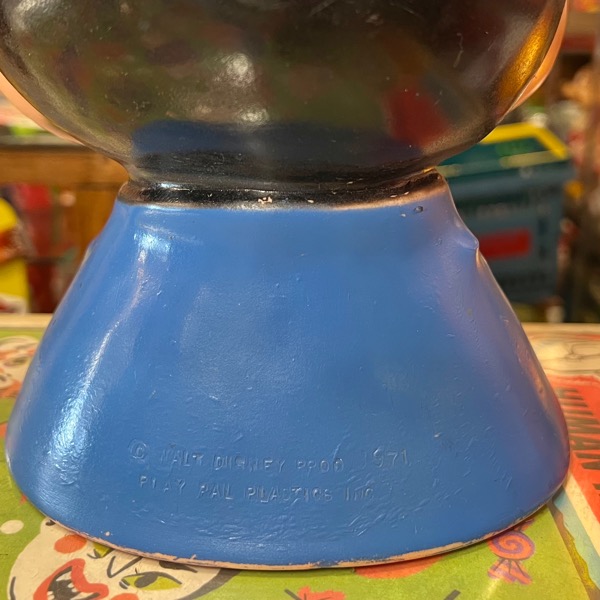 © WALT DISNEY PROD 1971
PLAY PAL PLASTICS INC